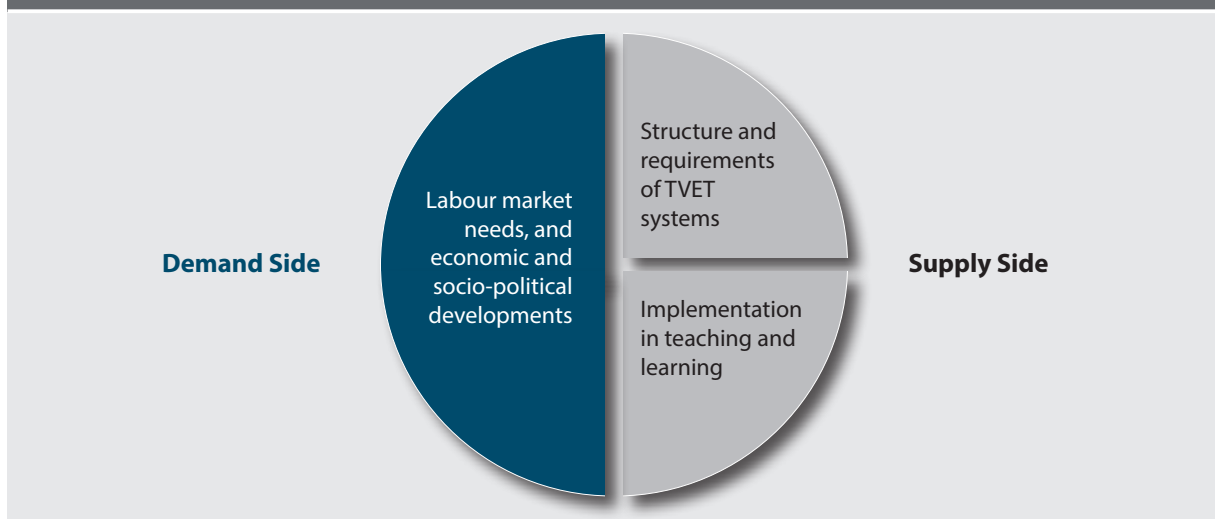 Demand Side
Labour market
needs, and
economic and
socio-political
developments
Structure and
requirements
of TVET
systems
Implementation
in teaching and
learning
Supply Side